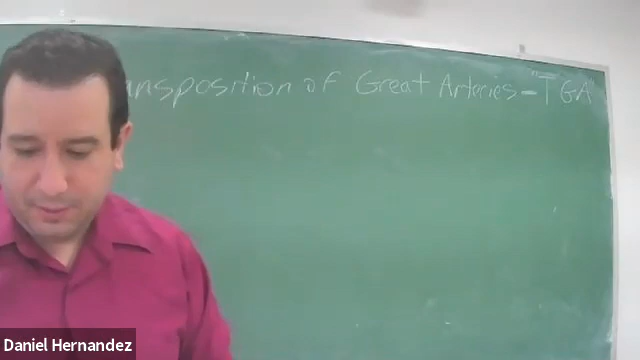 ansposition of Great Arteries - "TGA"
Daniel Hernandez